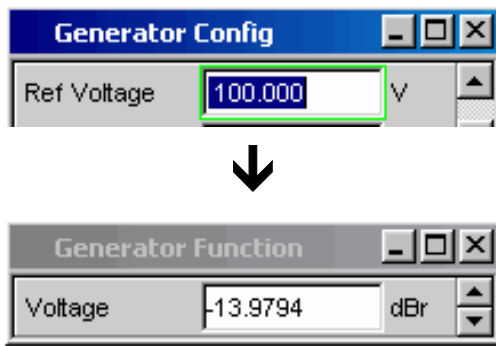 Generator Config
Ref Voltage 100.000 V
Generator Function
Voltage -13.9794 dBr